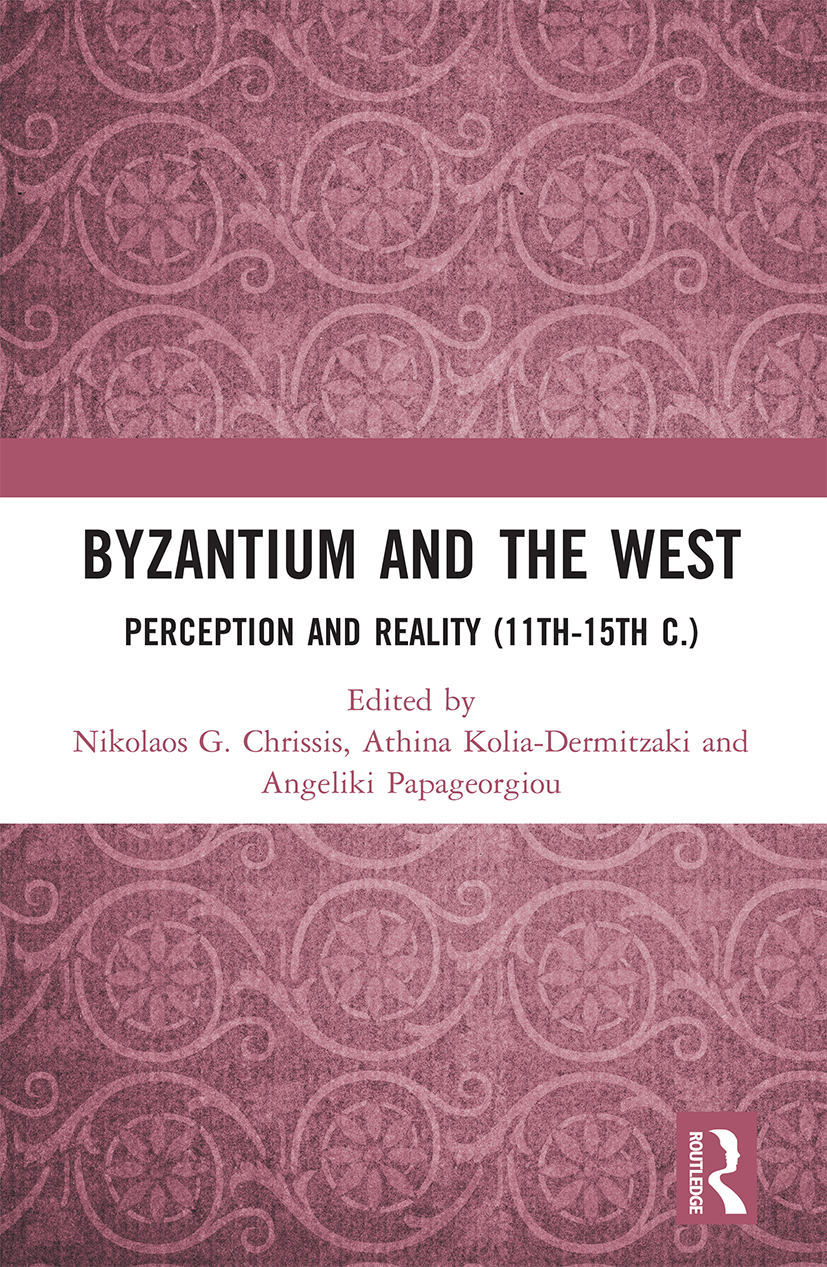 BYZANTIUM AND THE WEST
PERCEPTION AND REALITY (11TH-15TH C.)
Edited by
Nikolaos G. Chrissis, Athina Kolia-Dermitzaki and
Angeliki Papageorgiou
ROUTLEDGE